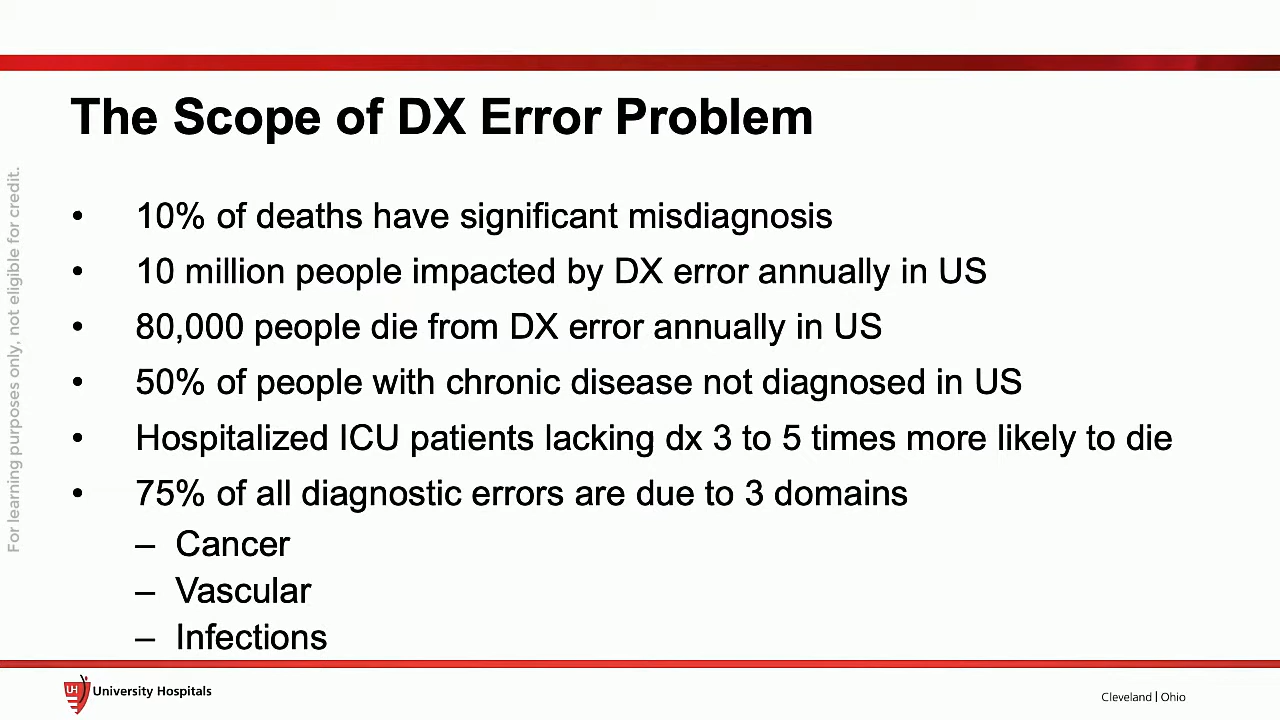 The Scope of DX Error Problem
• 10% of deaths have significant misdiagnosis
• 10 million people impacted by DX error annually in US
• 80,000 people die from DX error annually in US
• 50% of people with chronic disease not diagnosed in US
• Hospitalized ICU patients lacking dx 3 to 5 times more likely to die
• 75% of all diagnostic errors are due to 3 domains
– Cancer
– Vascular
– Infections
For learning purposes only, not eligible for credit.
UH University Hospitals
Cleveland | Ohio